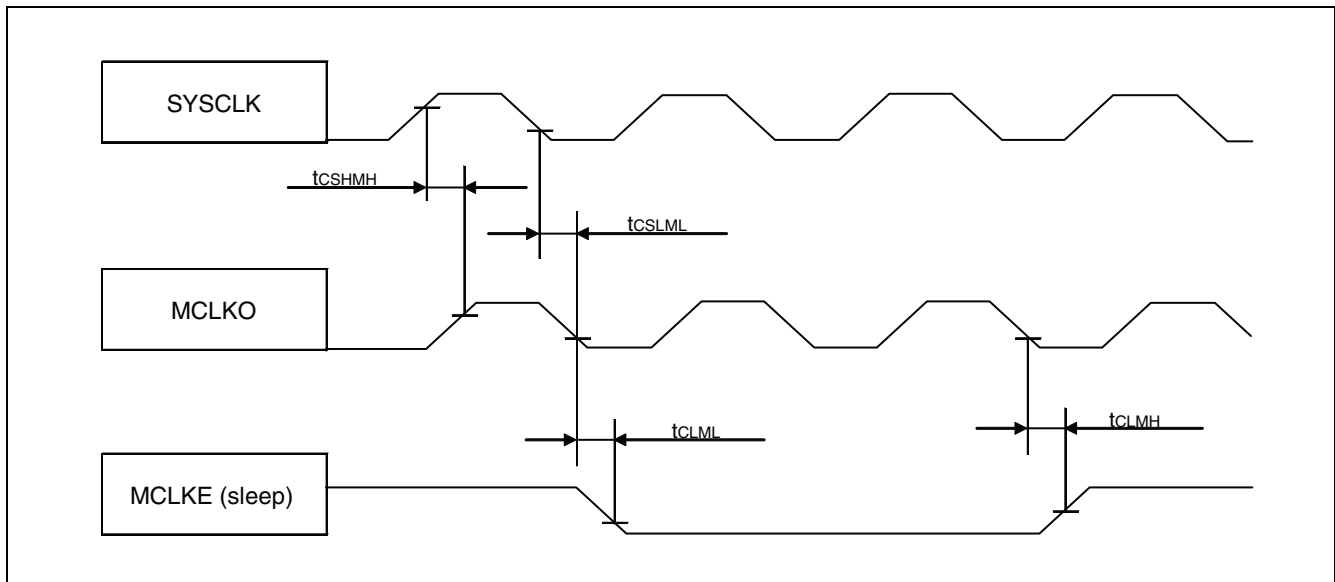 SYSCLK
tCSHMH
tCSLML
MCLKO
tCLML
tCLMH
MCLKE (sleep)